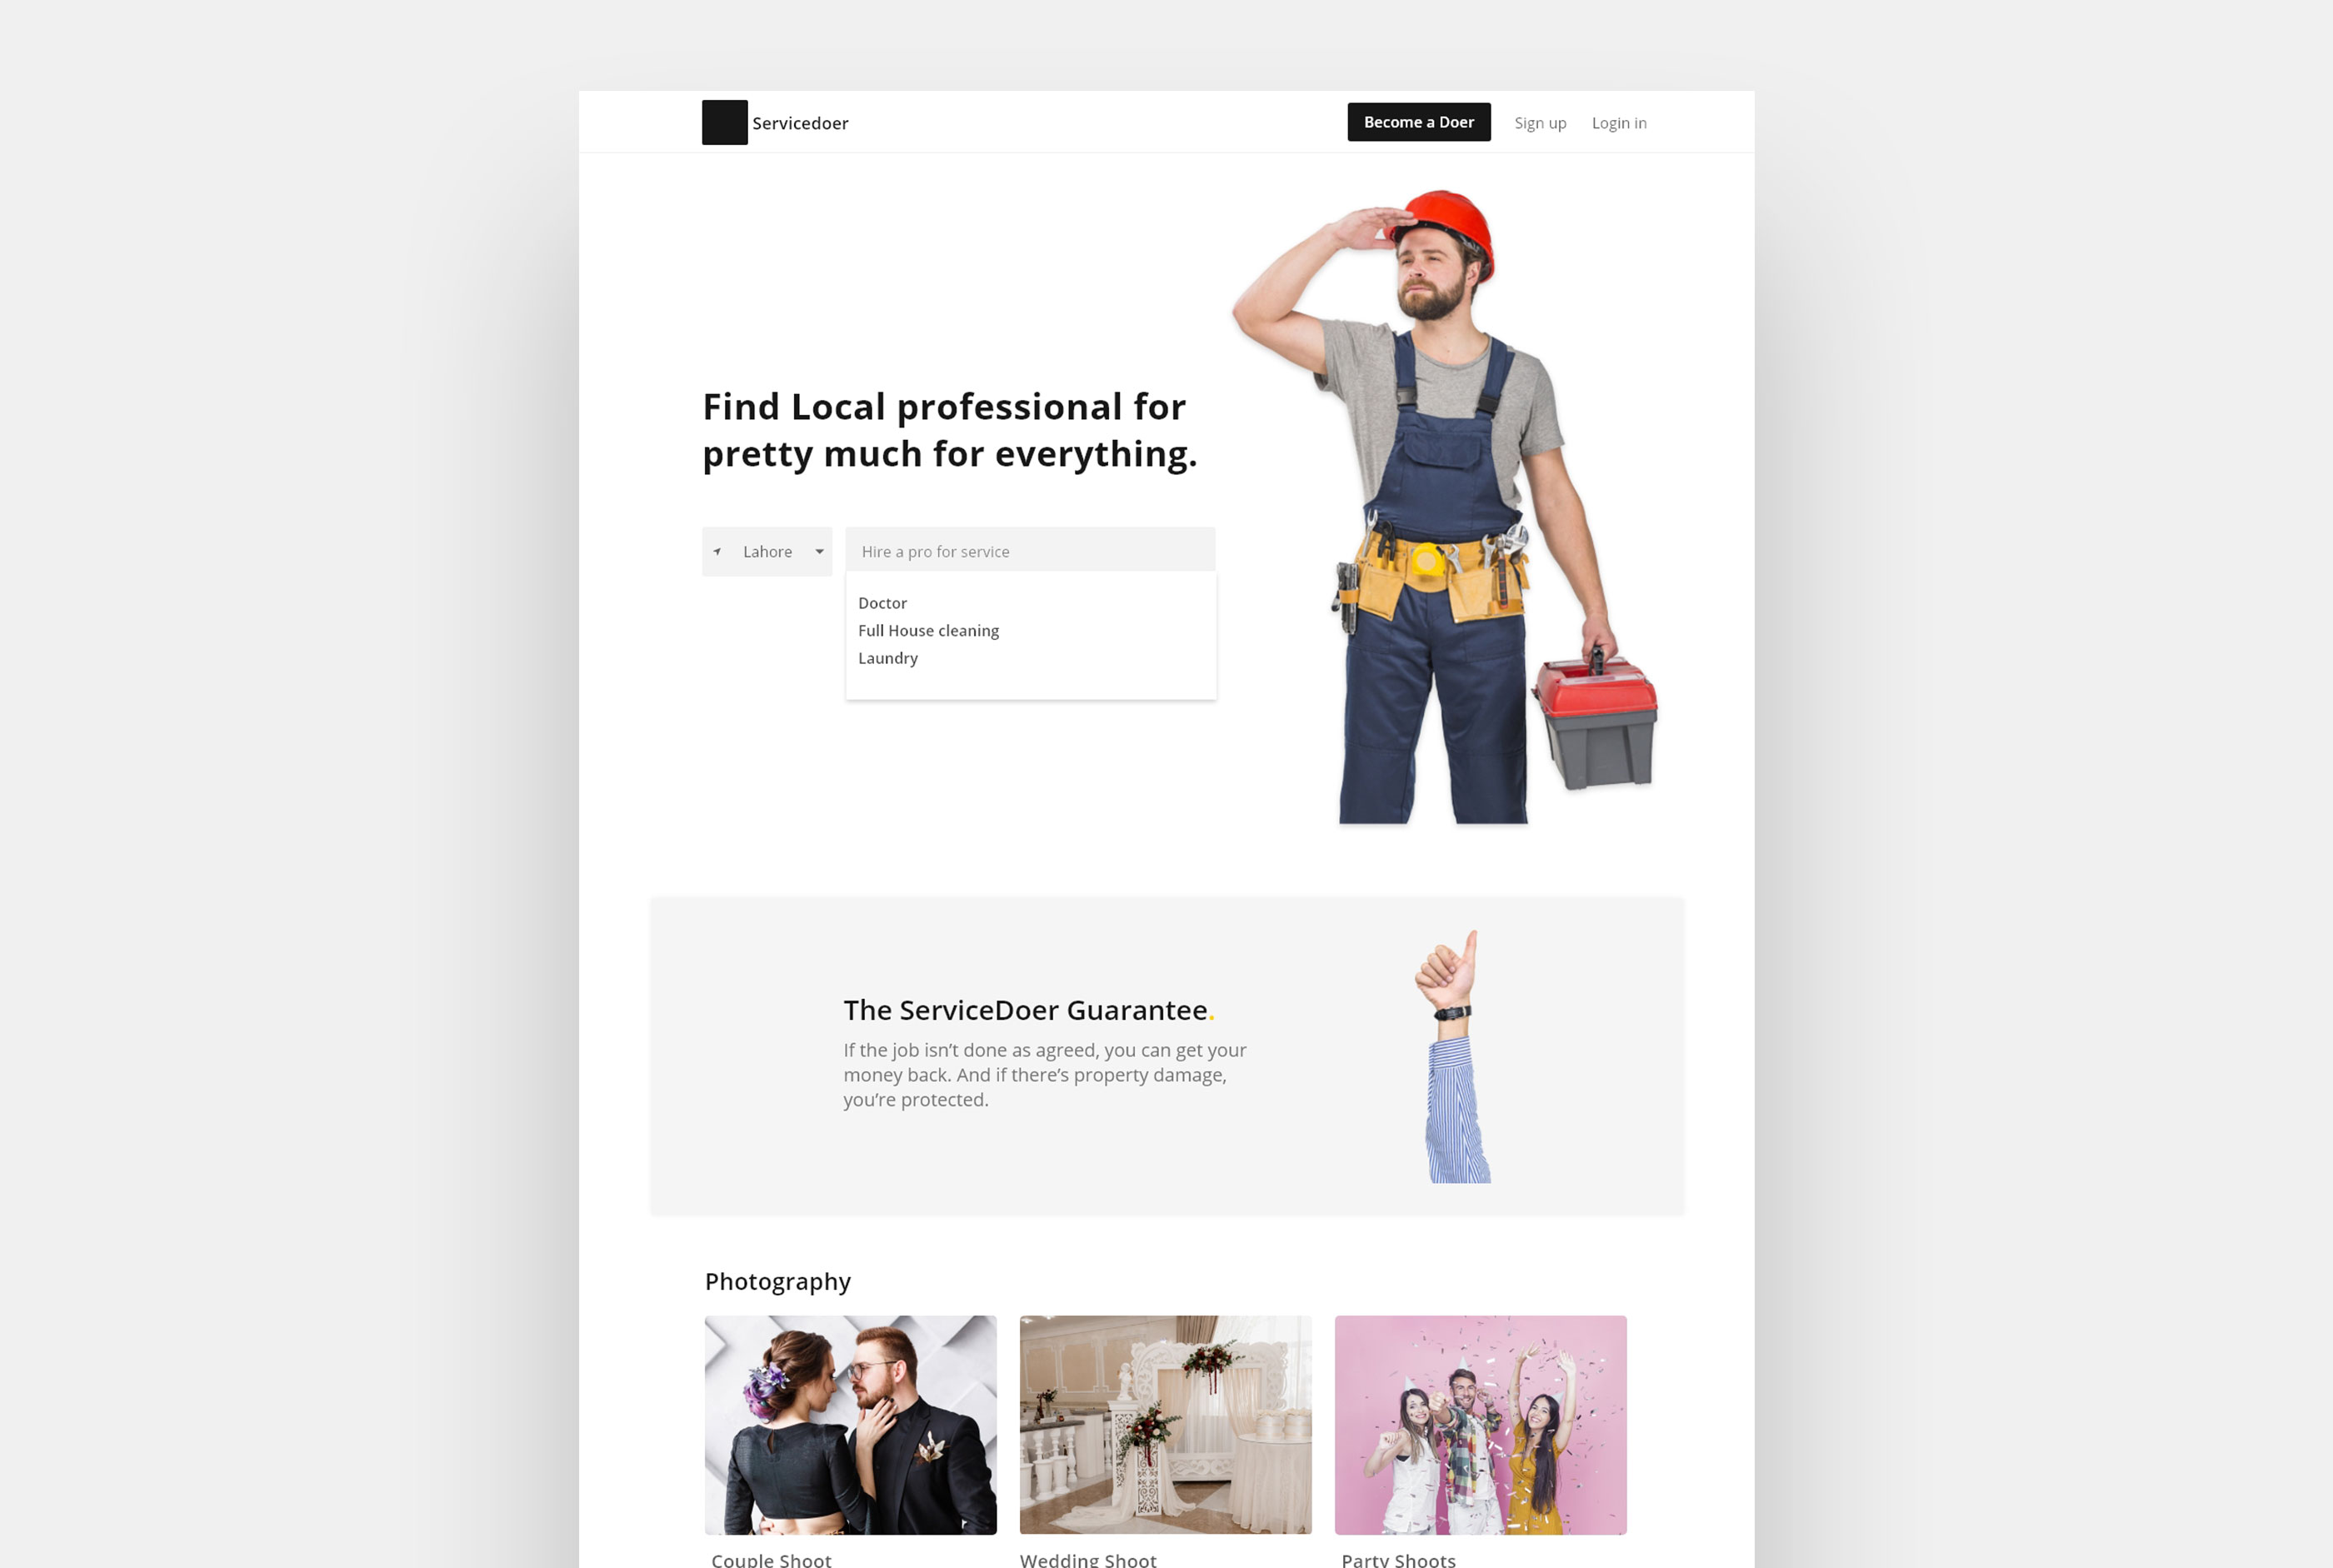 Servicedoer
Become a Doer
Sign up
Login in
Find Local professional for
pretty much for everything.
Lahore
Hire a pro for service
Doctor
Full House cleaning
Laundry
The ServiceDoer Guarantee.
If the job isn’t done as agreed, you can get your
money back. And if there’s property damage,
you’re protected.
Photography
Couple Shoot
Wedding Shoot
Party Shoots